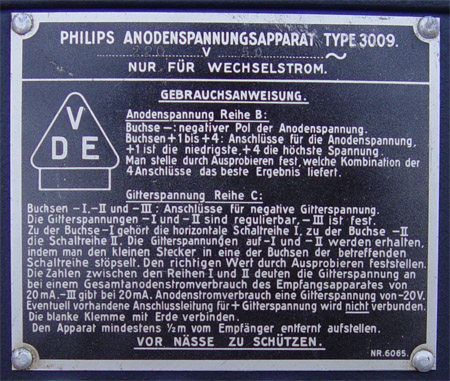 PHILIPS ANODENSPANNUNGSAPPARAT TYPE 3009.
220 V 50 ~
NUR FÜR WECHSELSTROM.
GEBRAUCHSANWEISUNG.
VDE
Anodenspannung Reihe B:
Buchse −: negativer Pol der Anodenspannung.
Buchsen +1 bis +4: Anschlüsse für die Anodenspannung,
+1 ist die niedrigste, +4 die höchste Spannung.
Man stelle durch Ausprobieren fest, welche Kombination der
4 Anschlüsse das beste Ergebnis liefert.
Gitterspannung Reihe C:
Buchsen −I, −II und −III: Anschlüsse für negative Gitterspannung.
Die Gitterspannungen −I und −II sind regulierbar, −III ist fest.
Zu der Buchse −I gehört die horizontale Schaltreihe I, zu der Buchse −II
die Schaltreihe II. Die Gitterspannungen auf −I und −II werden erhalten,
indem man den kleinen Stecker in eine der Buchsen der betreffenden
Schaltreihe stöpselt. Den richtigen Wert durch Ausprobieren feststellen.
Die Zahlen zwischen den Reihen I und II deuten die Gitterspannung an
bei einem Gesamtanodenstromverbrauch des Empfangsapparates von
20 mA. −III gibt bei 20 mA. Anodenstromverbrauch eine Gitterspannung von −20V.
Eventuell vorhandene Anschlussleitung für + Gitterspannung wird nicht verbunden.
Die blanke Klemme mit Erde verbinden.
Den Apparat mindestens ½ m vom Empfänger entfernt aufstellen.
VOR NÄSSE ZU SCHÜTZEN.
NR. 6065.